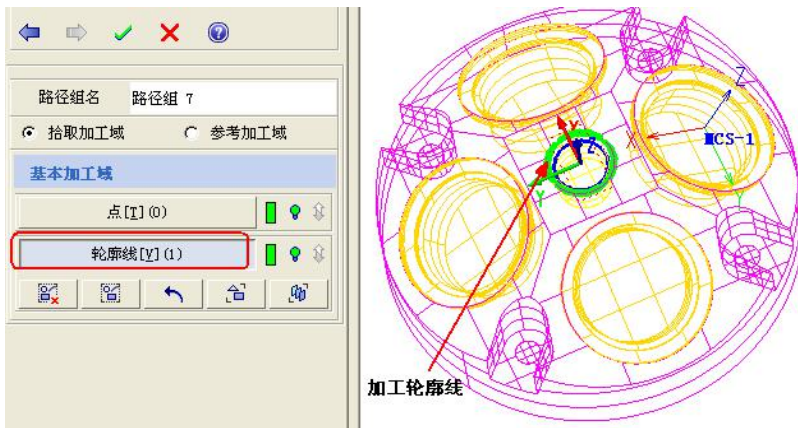 路径组名 路径组 7
拾取加工域 参考加工域
基本加工域
点[T](0)
轮廓线[V](1)
Z
X
MCS-1
Y
Y
Z
Y
加工轮廓线